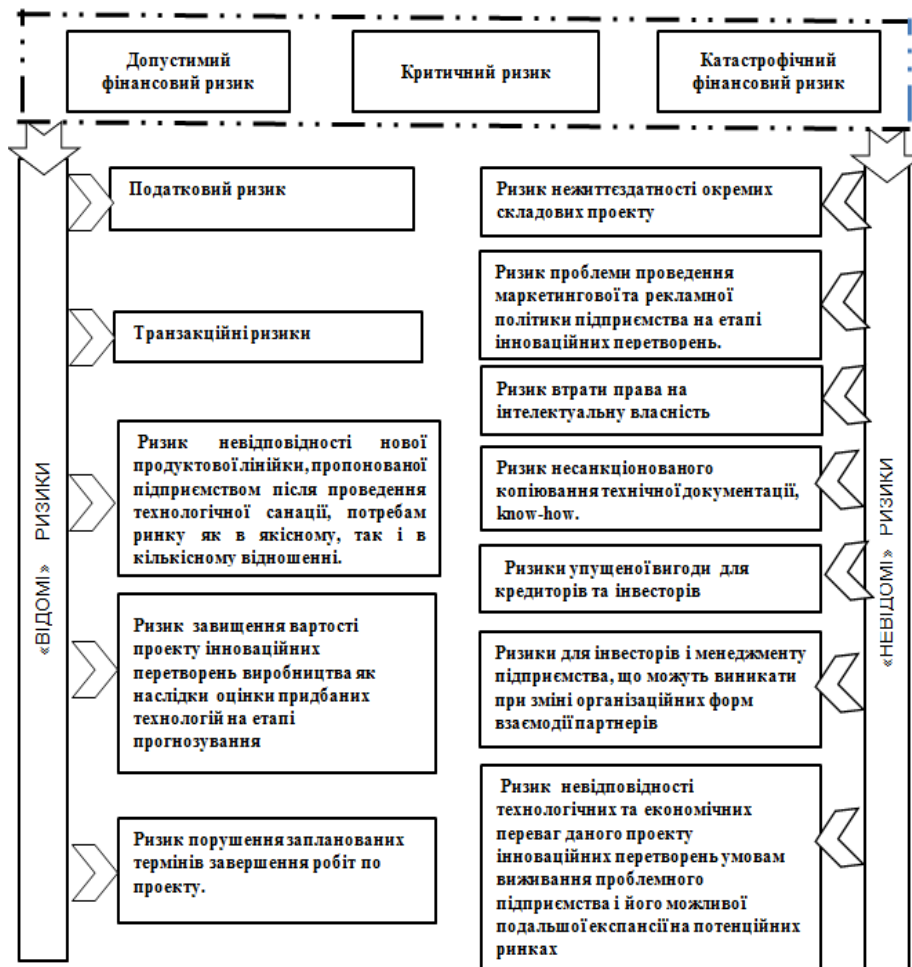 Допустимий
фінансовий ризик
Критичний ризик
Катастрофічний
фінансовий ризик
«ВІДОМІ» РИЗИКИ
Податковий ризик
Транзакційні ризики
Ризик невідповідності нової
продуктової лінійки, пропонованої
підприємством після проведення
технологічної санації, потребам
ринку як в якісному, так і в
кількісному відношенні.
Ризик завищення вартості
проекту інноваційних
перетворень виробництва як
наслідки оцінки придбаних
технологій на етапі
прогнозування
Ризик порушення запланованих
термінів завершення робіт по
проекту.
Ризик нежиттєздатності окремих
складових проекту
Ризик проблеми проведення
маркетингової та рекламної
політики підприємства на етапі
інноваційних перетворень.
Ризик втрати права на
інтелектуальну власність
Ризик несанкціонованого
копіювання технічної документації,
know-how.
Ризики упущеної вигоди для
кредиторів та інвесторів
Ризики для інвесторів і менеджменту
підприємства, що можуть виникати
при зміні організаційних форм
взаємодії партнерів
Ризик невідповідності
технологічних та економічних
переваг даного проекту
інноваційних перетворень умовам
виживання проблемного
підприємства і його можливої
подальшої експансії на потенційних
ринках
«НЕВІДОМІ» РИЗИКИ